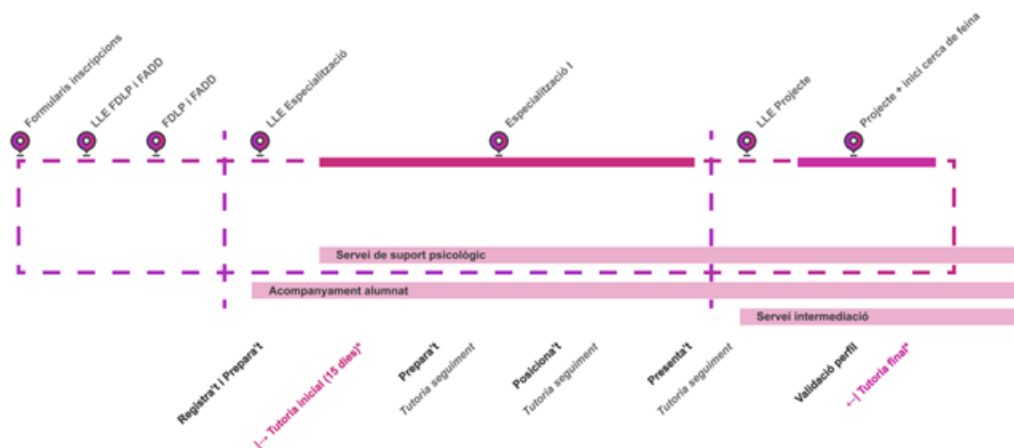 Formularis inscripcions
LLE FDLP i FADD
FDLP i FADD
LLE Especialització
Especialització I
LLE Projecte
Projecte + inici cerca de feina
Servei de suport psicològic
Acompanyament alumnat
Servei intermediació
Registra't i Prepara't
|→ Tutoria inicial (15 dies)*
Prepara't
Tutoria seguiment
Posiciona't
Tutoria seguiment
Presenta't
Tutoria seguiment
Validació perfil
←| Tutoria final*